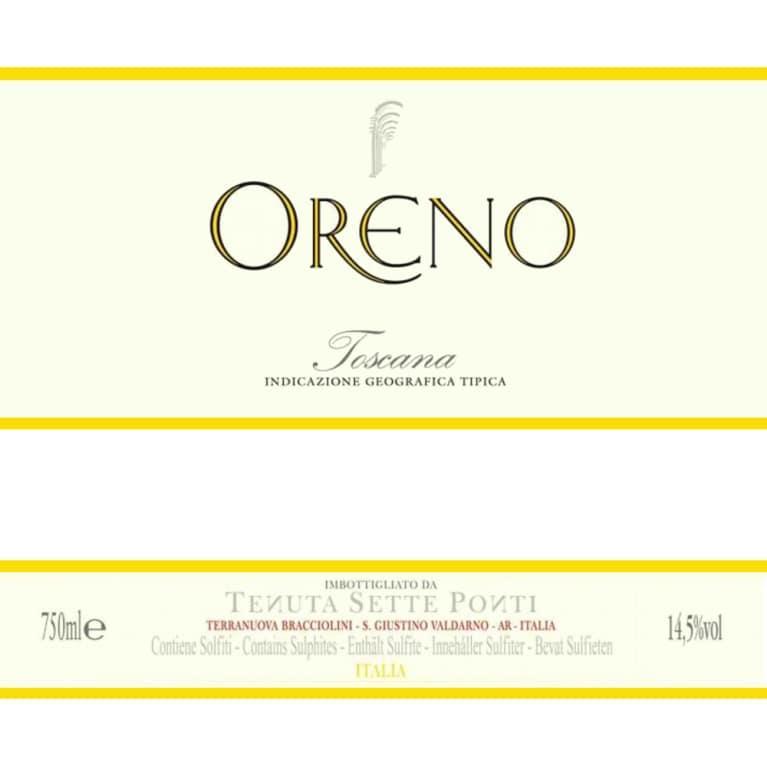 ORENO
Toscana
INDICAZIONE GEOGRAFICA TIPICA
IMBOTTIGLIATO DA
TENUTA SETTE PONTI
750ml e
TERRANUOVA BRACCIOLINI - S. GIUSTINO VALDARNO - AR - ITALIA
14,5%vol
Contiene Solfiti - Contains Sulphites - Enthält Sulfite - Innehåller Sulfiter - Bevat Sulfieten
ITALIA